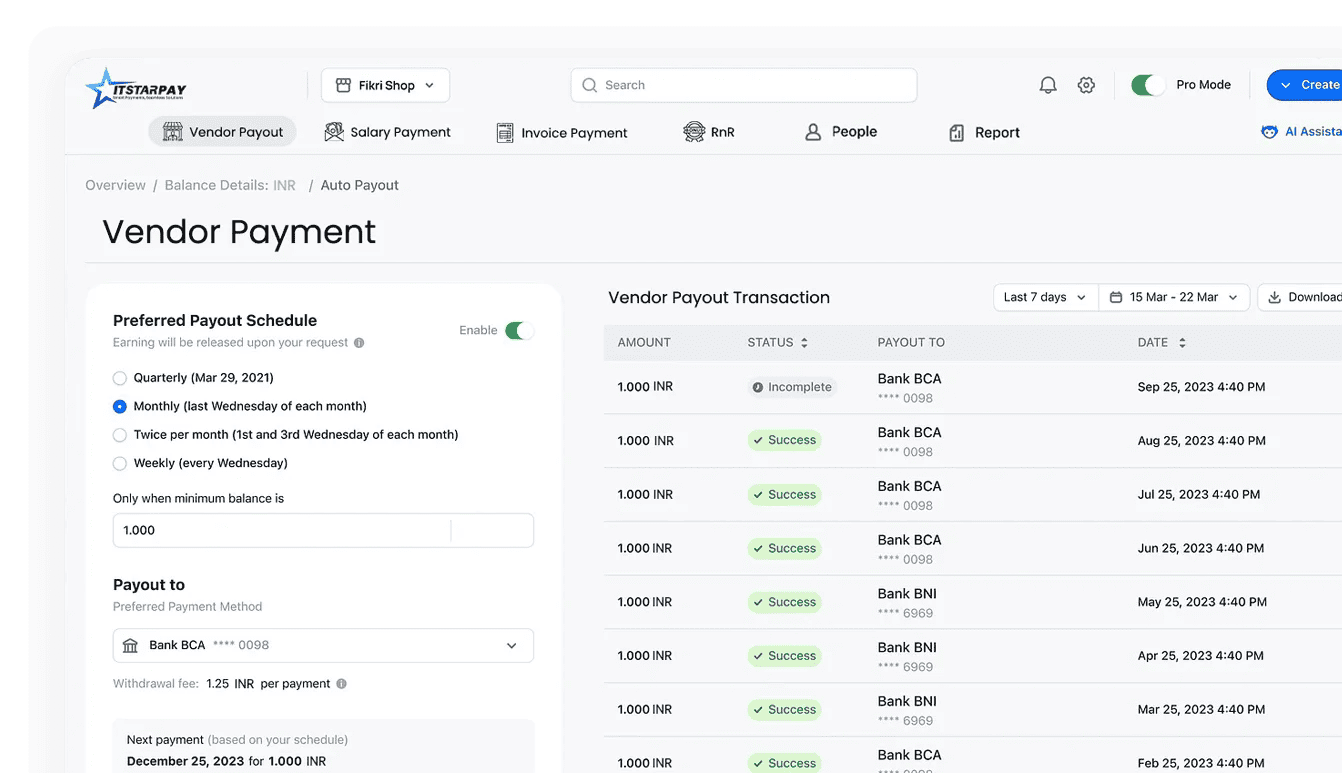 ITSTARPAY
Smart Payments, Seamless Solutions
Fikri Shop
Search
Pro Mode
Create
Vendor Payout
Salary Payment
Invoice Payment
RnR
People
Report
AI Assista
Overview / Balance Details: INR / Auto Payout
Vendor Payment
Preferred Payout Schedule
Enable
Earning will be released upon your request
Quarterly (Mar 29, 2021)
Monthly (last Wednesday of each month)
Twice per month (1st and 3rd Wednesday of each month)
Weekly (every Wednesday)
Only when minimum balance is
1.000
Payout to
Preferred Payment Method
Bank BCA **** 0098
Withdrawal fee: 1.25 INR per payment
Next payment (based on your schedule)
December 25, 2023 for 1.000 INR
Vendor Payout Transaction
Last 7 days
15 Mar - 22 Mar
Download
AMOUNT STATUS PAYOUT TO DATE
1.000 INR Incomplete Bank BCA Sep 25, 2023 4:40 PM
**** 0098
1.000 INR Success Bank BCA Aug 25, 2023 4:40 PM
**** 0098
1.000 INR Success Bank BCA Jul 25, 2023 4:40 PM
**** 0098
1.000 INR Success Bank BCA Jun 25, 2023 4:40 PM
**** 0098
1.000 INR Success Bank BNI May 25, 2023 4:40 PM
**** 6969
1.000 INR Success Bank BNI Apr 25, 2023 4:40 PM
**** 6969
1.000 INR Success Bank BNI Mar 25, 2023 4:40 PM
**** 6969
1.000 INR Success Bank BCA Feb 25, 2023 4:40 PM